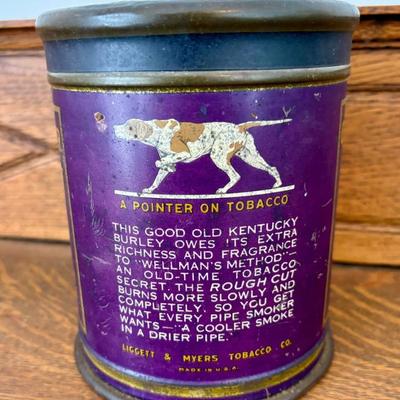 A POINTER ON TOBACCO
THIS GOOD OLD KENTUCKY
BURLEY OWES ITS EXTRA
RICHNESS AND FRAGRANCE
TO "WELLMAN'S METHOD"—
AN OLD-TIME TOBACCO
SECRET. THE ROUGH CUT
BURNS MORE SLOWLY AND
COMPLETELY. SO YOU GET
WHAT EVERY PIPE SMOKER
WANTS—"A COOLER SMOKE
IN A DRIER PIPE."
LIGGETT & MYERS TOBACCO CO.
MADE IN U.S.A.